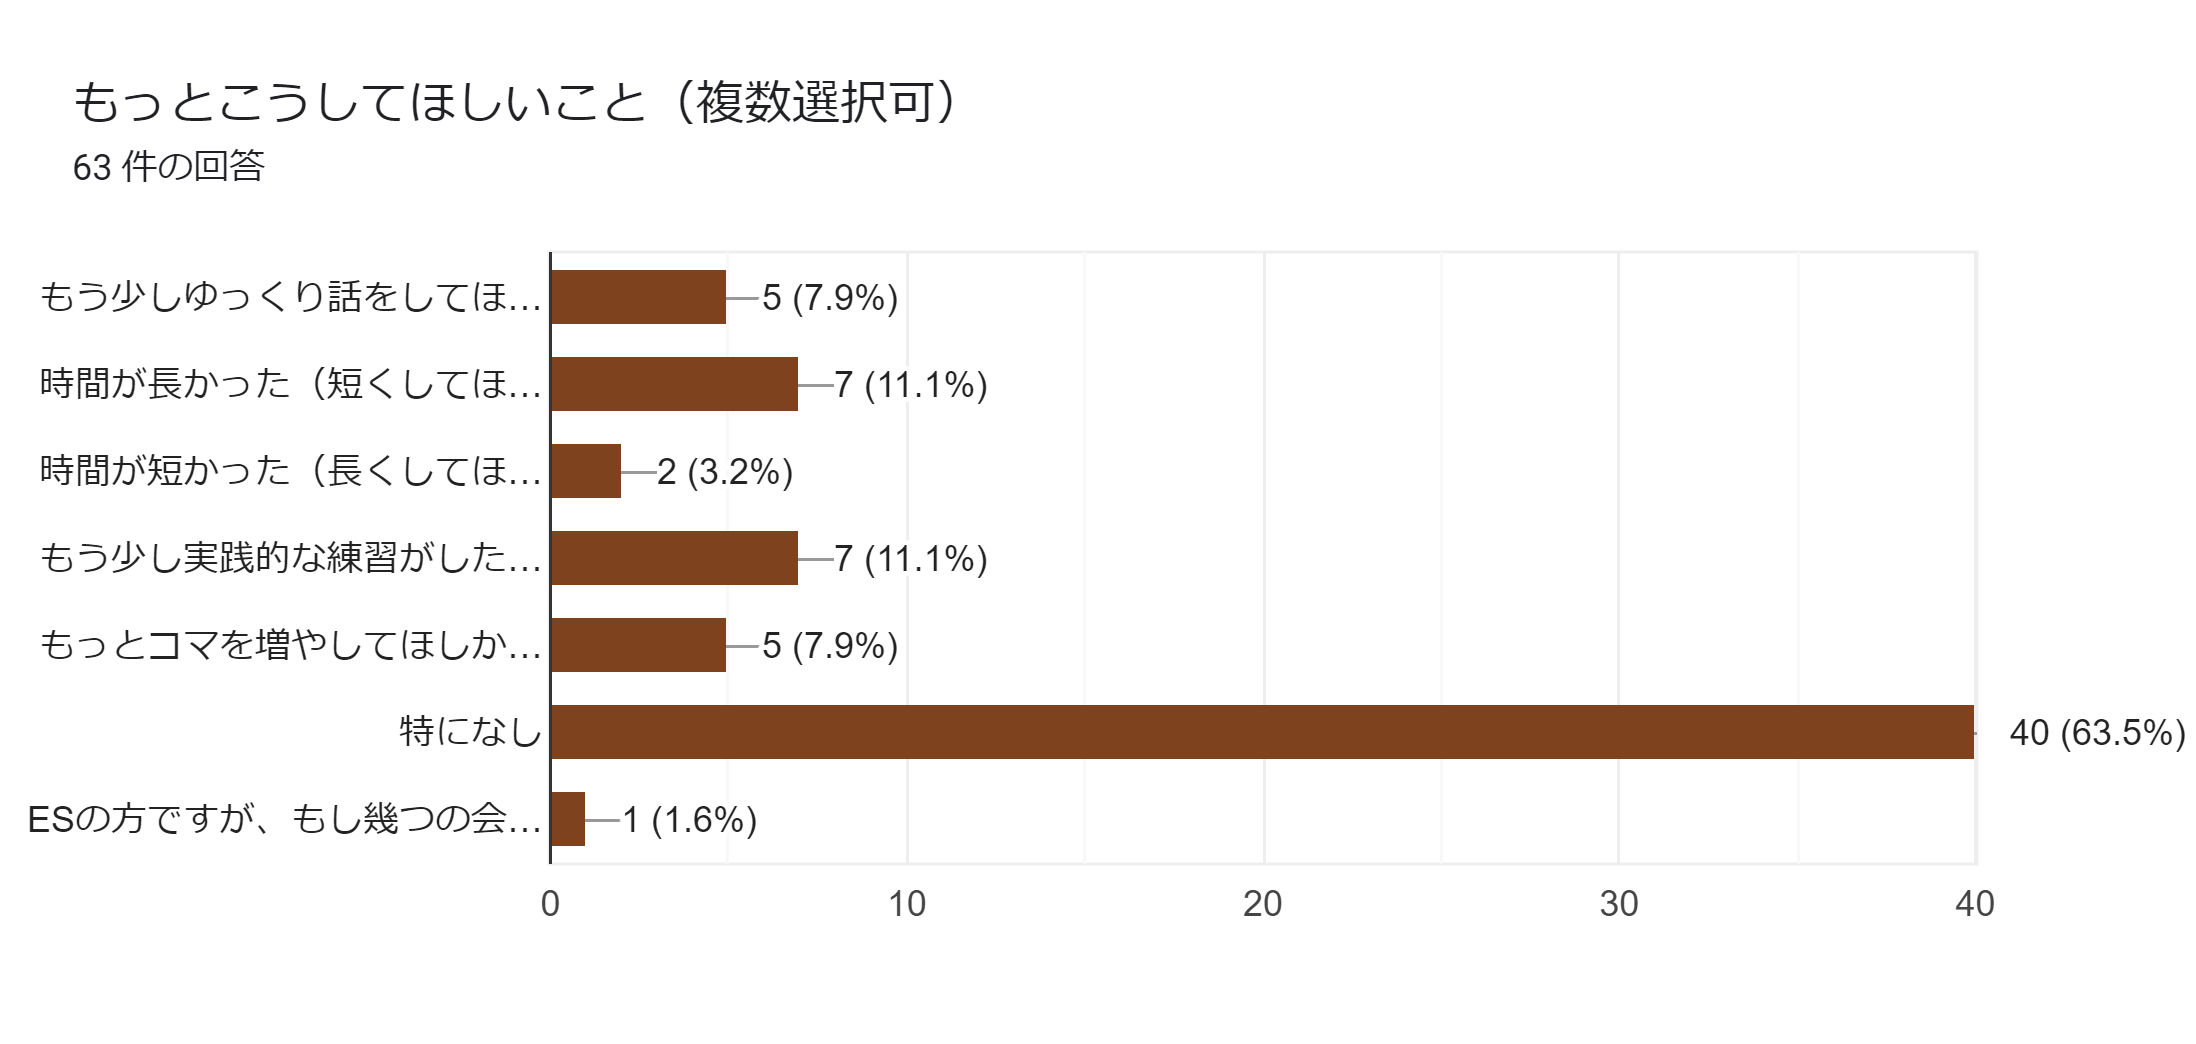 もっとこうしてほしいこと（複数選択可）
63 件の回答
もう少しゆっくり話をしてほ…
5 (7.9%)
時間が長かった（短くしてほ…
7 (11.1%)
時間が短かった（長くしてほ…
2 (3.2%)
もう少し実践的な練習がした…
7 (11.1%)
もっとコマを増やしてほしか…
5 (7.9%)
特になし
40 (63.5%)
ESの方ですが、もし幾つの会…
1 (1.6%)
0 10 20 30 40